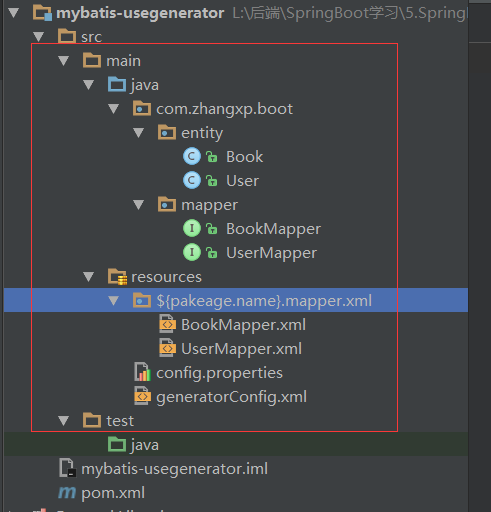 mybatis-usegenerator L:\后端\SpringBoot学习\5.Spring
src
main
java
com.zhangxp.boot
entity
Book
User
mapper
BookMapper
UserMapper
resources
${pakeage.name}.mapper.xml
BookMapper.xml
UserMapper.xml
config.properties
generatorConfig.xml
test
java
mybatis-usegenerator.iml
pom.xml